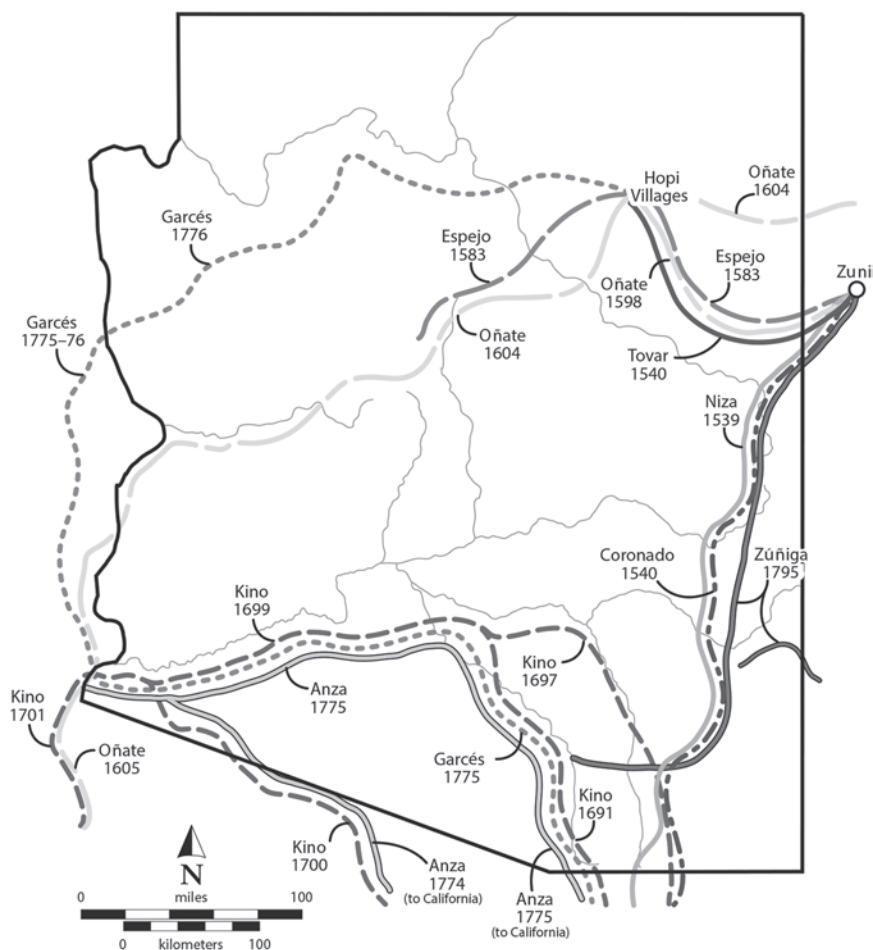 Hopi
Villages
Oñate
1604
Garcés
1776
Espejo
1583
Espejo
1583
Zuni
Oñate
1598
Garcés
1775–76
Oñate
1604
Tovar
1540
Niza
1539
Coronado
1540
Zúñiga
1795
Kino
1699
Kino
1697
Anza
1775
Kino
1701
Oñate
1605
Garcés
1775
Kino
1691
Kino
1700
Anza
1774
(to California)
Anza
1775
(to California)
N
0 miles 100
0 kilometers 100